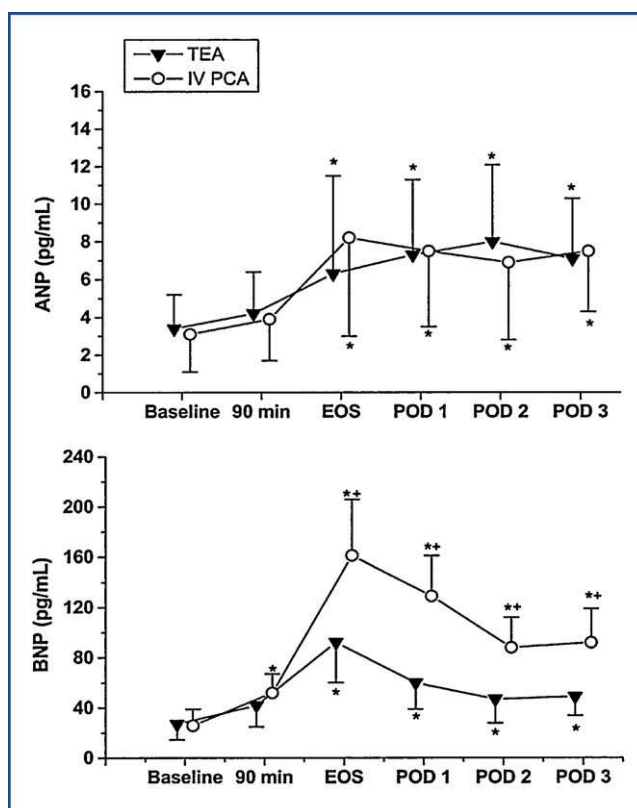 TEA
IV PCA
16
14
12
10
8
6
4
2
0
ANP (pg/mL)
* * * *
* * * *
Baseline 90 min EOS POD 1 POD 2 POD 3
240
200
160
120
80
40
0
BNP (pg/mL)
*+ *+ *+ *+
*
* * * *
Baseline 90 min EOS POD 1 POD 2 POD 3